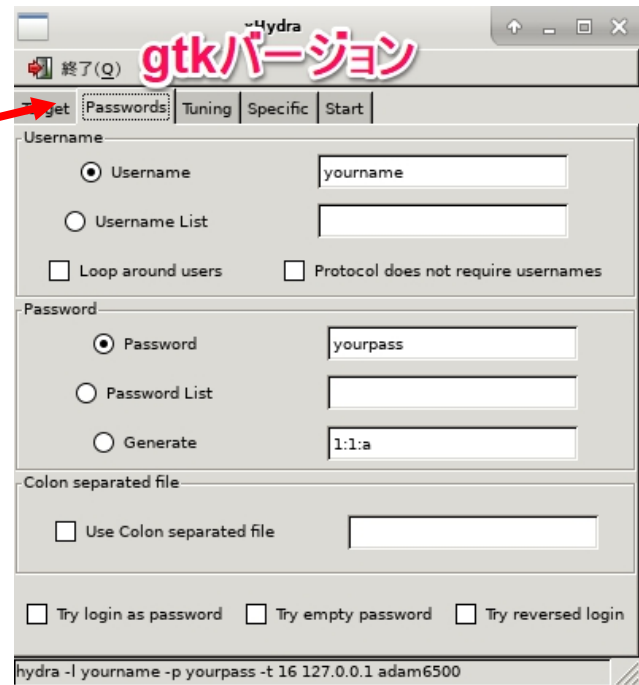 xHydra
gtkバージョン
終了(Q)
Target Passwords Tuning Specific Start
Username
Username yourname
Username List
Loop around users Protocol does not require usernames
Password
Password yourpass
Password List
Generate 1:1:a
Colon separated file
Use Colon separated file
Try login as password Try empty password Try reversed login
hydra -l yourname -p yourpass -t 16 127.0.0.1 adam6500